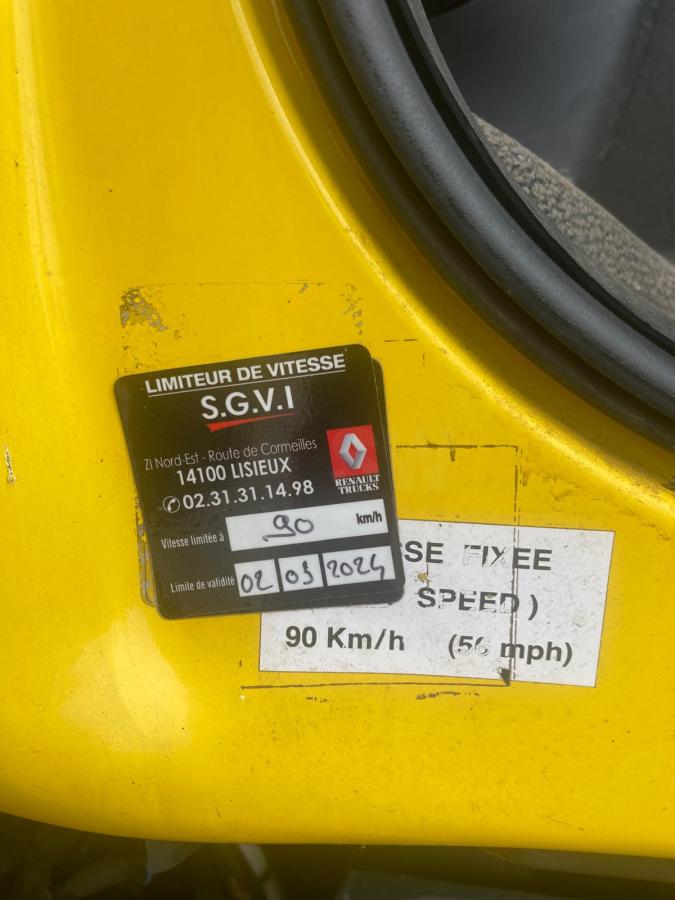 LIMITEUR DE VITESSE
S.G.V.I
ZI Nord-Est - Route de Cormeilles
14100 LISIEUX
02.31.31.14.98
RENAULT
TRUCKS
Vitesse limitée à 90 km/h
Limite de validité 02 03 2024
SSE FIXEE
SPEED)
90 Km/h (56 mph)